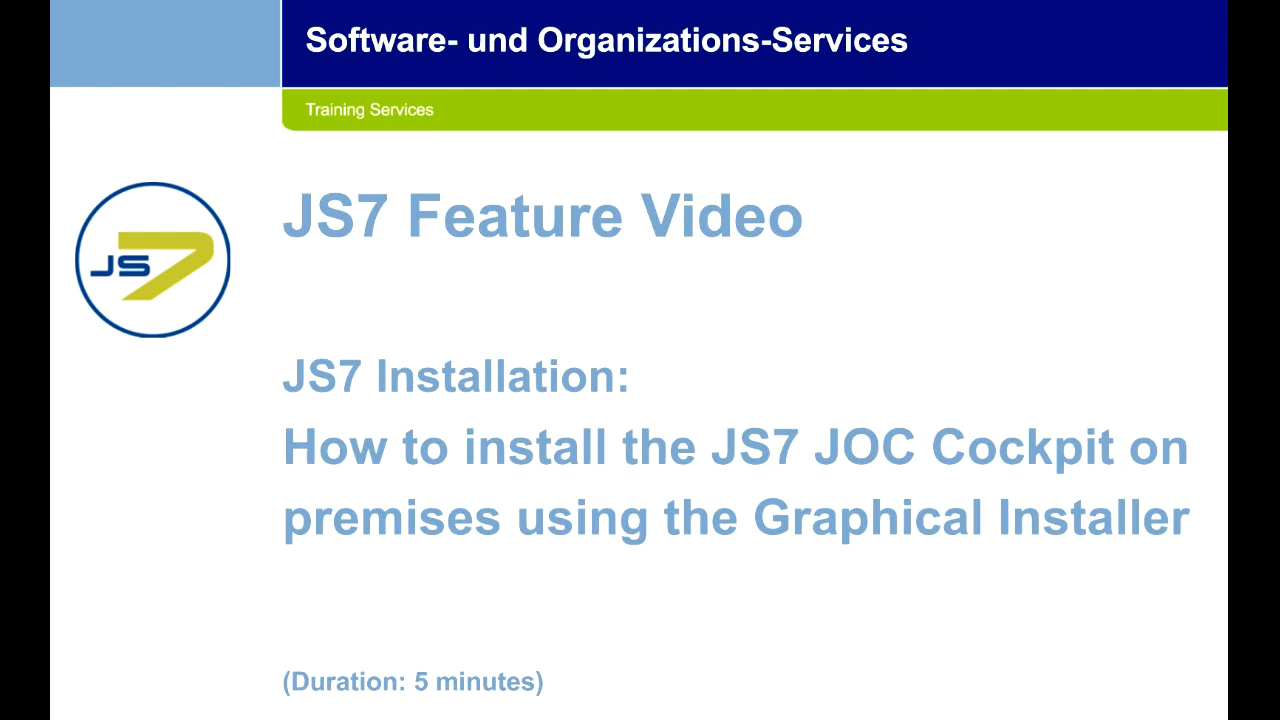 Software- und Organizations-Services
Training Services
JS7 Feature Video
JS7
JS7 Installation:
How to install the JS7 JOC Cockpit on
premises using the Graphical Installer
(Duration: 5 minutes)